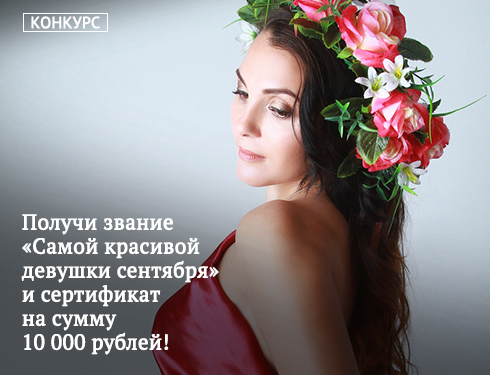 КОНКУРС
Получи звание
«Самой красивой
девушки сентября»
и сертификат
на сумму
10 000 рублей!